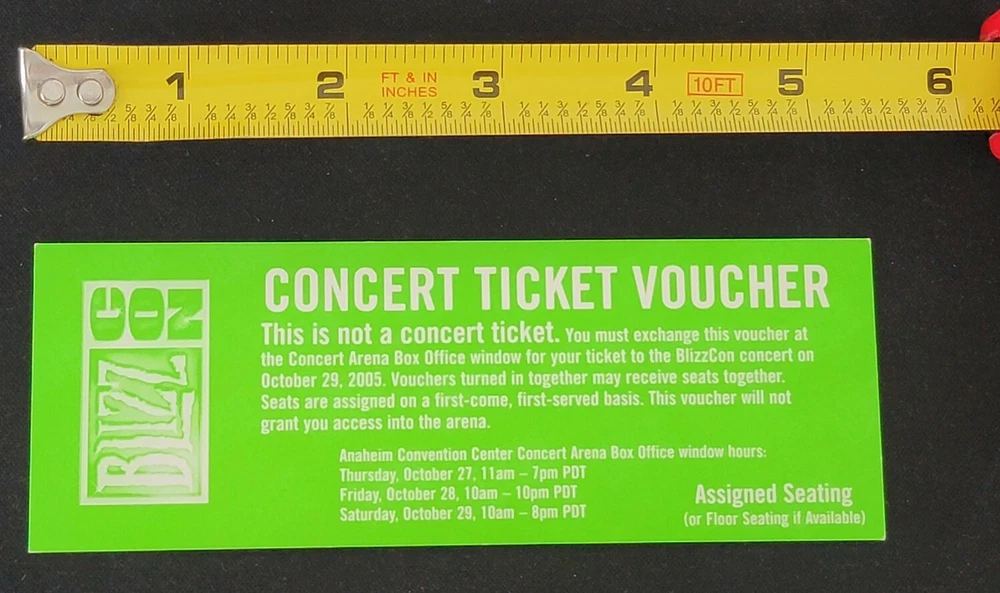 1 2 FT & IN 3 4 10FT 5 6
INCHES
BLIZZ CON
CONCERT TICKET VOUCHER
This is not a concert ticket. You must exchange this voucher at
the Concert Arena Box Office window for your ticket to the BlizzCon concert on
October 29, 2005. Vouchers turned in together may receive seats together.
Seats are assigned on a first-come, first-served basis. This voucher will not
grant you access into the arena.
Anaheim Convention Center Concert Arena Box Office window hours:
Thursday, October 27, 11am – 7pm PDT
Friday, October 28, 10am – 10pm PDT
Saturday, October 29, 10am – 8pm PDT
Assigned Seating
(or Floor Seating if Available)